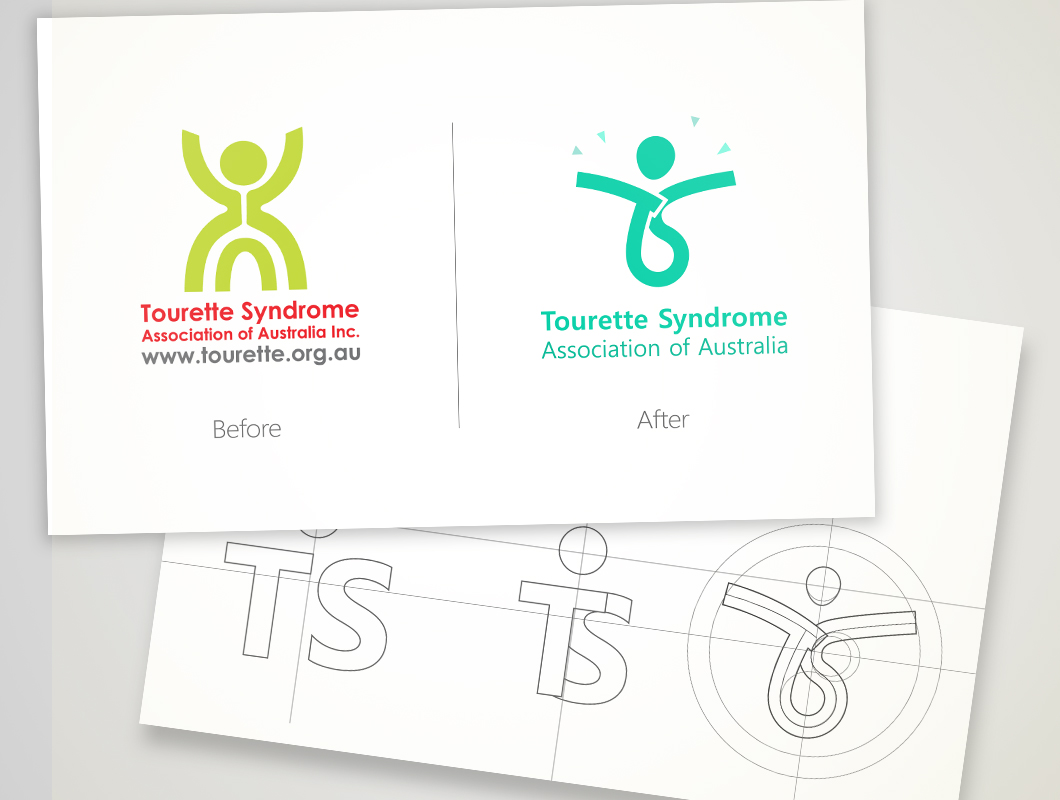 Tourette Syndrome
Association of Australia Inc.
www.tourette.org.au
Before
Tourette Syndrome
Association of Australia
After
TS
TS